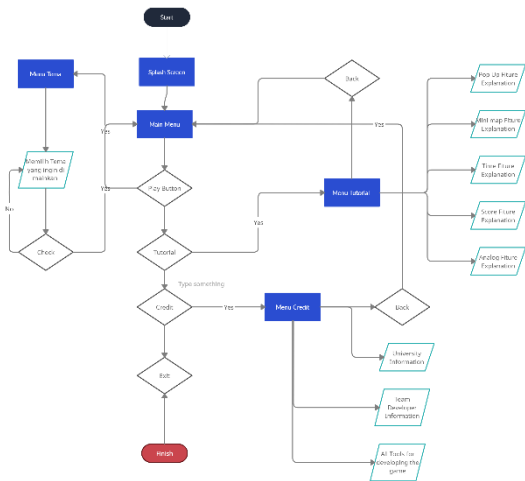 Start
Menu Tema
Splash Screen
Back
Pop Up Fiture
Explanation
Main Menu
Yes
Yes
Mini map Fiture
Explanation
Memilih Tema
yang ingin di
mainkan
Yes
Play Button
Menu Tutorial
Time Fiture
Explanation
No
Yes
Score Fiture
Explanation
Check
Tutorial
Analog Fiture
Explanation
Type something
Credit
Yes
Menu Credit
Back
University
Information
Exit
Team
Developer
Information
Finish
AI Tools for
developing the
game